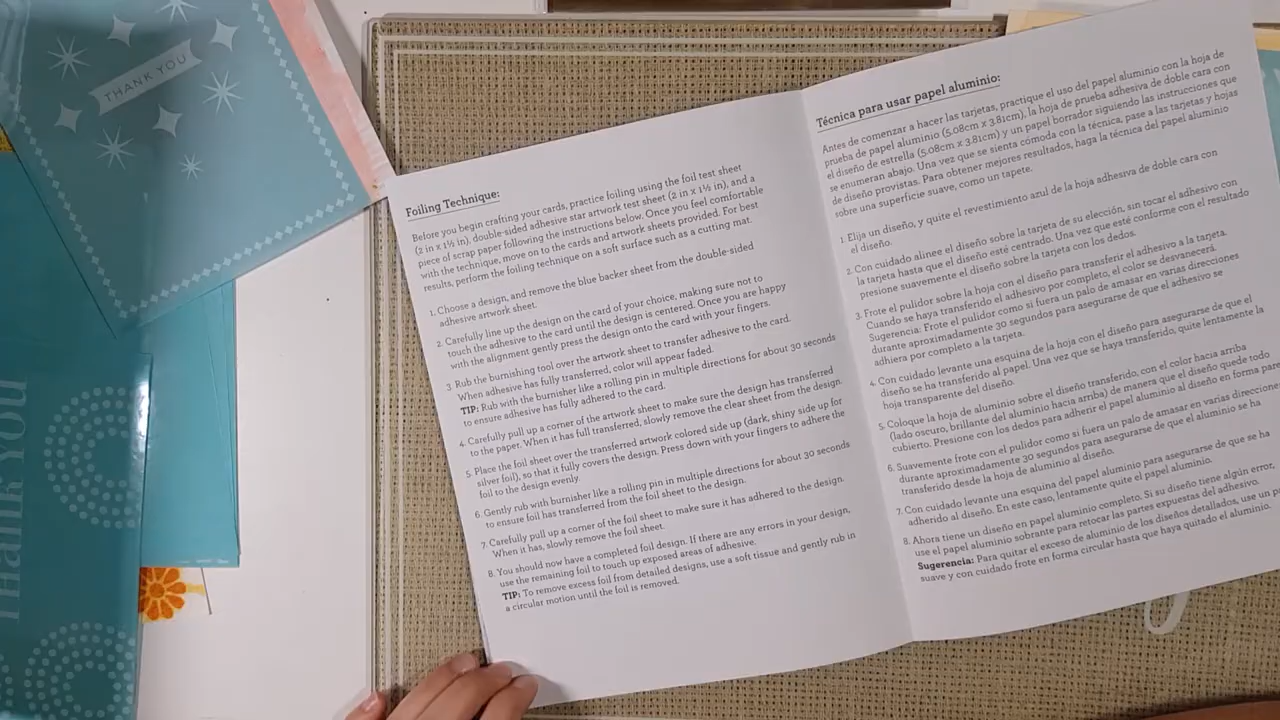 THANK YOU
THANK YOU
Foiling Technique:
Before you begin crafting your cards, practice foiling using the foil test sheet
(2 in x 1½ in), double-sided adhesive star artwork test sheet (2 in x 1½ in), and a
piece of scrap paper following the instructions below. Once you feel comfortable
with the technique, move on to the cards and artwork sheets provided. For best
results, perform the foiling technique on a soft surface such as a cutting mat.
1. Choose a design, and remove the blue backer sheet from the double-sided
adhesive artwork sheet.
2. Carefully line up the design on the card of your choice, making sure not to
touch the adhesive to the card until the design is centered. Once you are happy
with the alignment gently press the design onto the card with your fingers.
3. Rub the burnishing tool over the artwork sheet to transfer adhesive to the card.
When adhesive has fully transferred, color will appear faded.
TIP: Rub with the burnisher like a rolling pin in multiple directions for about 30 seconds
to ensure adhesive has fully adhered to the card.
4. Carefully pull up a corner of the artwork sheet to make sure the design has transferred
to the paper. When it has full transferred, slowly remove the clear sheet from the design.
5. Place the foil sheet over the transferred artwork colored side up (dark, shiny side up for
silver foil), so that it fully covers the design. Press down with your fingers to adhere the
foil to the design evenly.
6. Gently rub with burnisher like a rolling pin in multiple directions for about 30 seconds
to ensure foil has transferred from the foil sheet to the design.
7. Carefully pull up a corner of the foil sheet to make sure it has adhered to the design.
When it has, slowly remove the foil sheet.
8. You should now have a completed foil design. If there are any errors in your design,
use the remaining foil to touch up exposed areas of adhesive.
TIP: To remove excess foil from detailed designs, use a soft tissue and gently rub in
a circular motion until the foil is removed.
Técnica para usar papel aluminio:
Antes de comenzar a hacer las tarjetas, practique el uso del papel aluminio con la hoja de
prueba de papel aluminio (5.08cm x 3.81cm), la hoja de prueba adhesiva de doble cara con
el diseño de estrella (5.08cm x 3.81cm) y un papel borrador siguiendo las instrucciones que
se enumeran abajo. Una vez que se sienta cómoda con la técnica, pase a las tarjetas y hojas
de diseño provistas. Para obtener mejores resultados, haga la técnica del papel aluminio
sobre una superficie suave, como un tapete.
1. Elija un diseño, y quite el revestimiento azul de la hoja adhesiva de doble cara con
el diseño.
2. Con cuidado alinee el diseño sobre la tarjeta de su elección, sin tocar el adhesivo con
la tarjeta hasta que el diseño esté centrado. Una vez que esté conforme con el resultado
presione suavemente el diseño sobre la tarjeta con los dedos.
3. Frote el pulidor sobre la hoja con el diseño para transferir el adhesivo a la tarjeta.
Cuando se haya transferido el adhesivo por completo, el color se desvanecerá.
Sugerencia: Frote el pulidor como si fuera un palo de amasar en varias direcciones
durante aproximadamente 30 segundos para asegurarse de que el adhesivo se
adhiera por completo a la tarjeta.
4. Con cuidado levante una esquina de la hoja con el diseño para asegurarse de que el
diseño se ha transferido al papel. Una vez que se haya transferido, quite lentamente la
hoja transparente del diseño.
5. Coloque la hoja de aluminio sobre el diseño transferido, con el color hacia arriba
(lado oscuro, brillante del aluminio hacia arriba) de manera que el diseño quede todo
cubierto. Presione con los dedos para adherir el papel aluminio al diseño en forma
6. Suavemente frote con el pulidor como si fuera un palo de amasar en varias
durante aproximadamente 30 segundos para asegurarse de que el aluminio se ha
transferido desde la hoja de aluminio al diseño.
7. Con cuidado levante una esquina del papel aluminio para asegurarse de que se ha
adherido al diseño. En este caso, lentamente quite el papel aluminio.
8. Ahora tiene un diseño en papel aluminio completo. Si su diseño tiene algún error,
use el papel aluminio sobrante para retocar las partes expuestas del adhesivo.
Sugerencia: Para quitar el exceso de aluminio de los diseños detallados, use un
suave y con cuidado frote en forma circular hasta que haya quitado el aluminio.